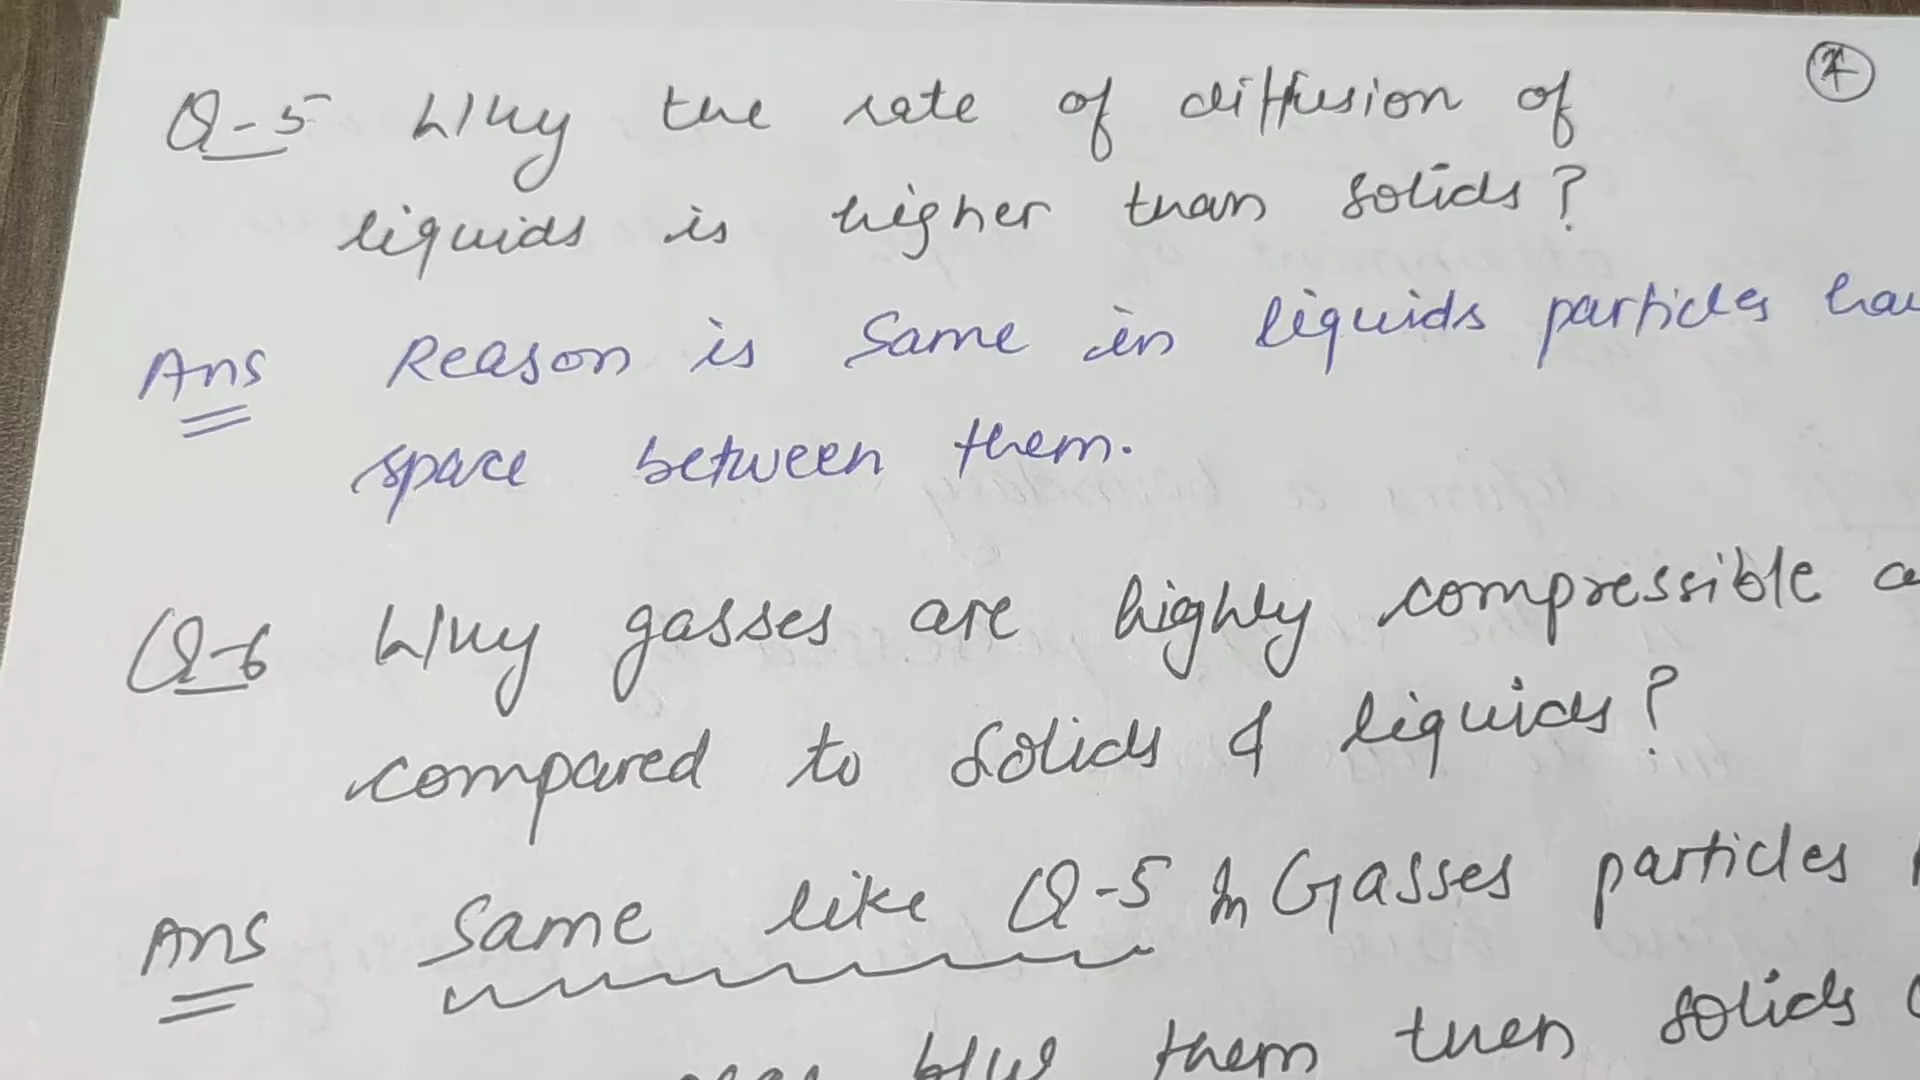 Q-5 Why the rate of diffusion of
liquids is higher than solids?
Ans Reason is Same in liquids particles hav
space between them.
Q-6 Why gasses are highly compressible
compared to solids & liquids?
Ans Same like Q-5 In Gasses particles
them then solids